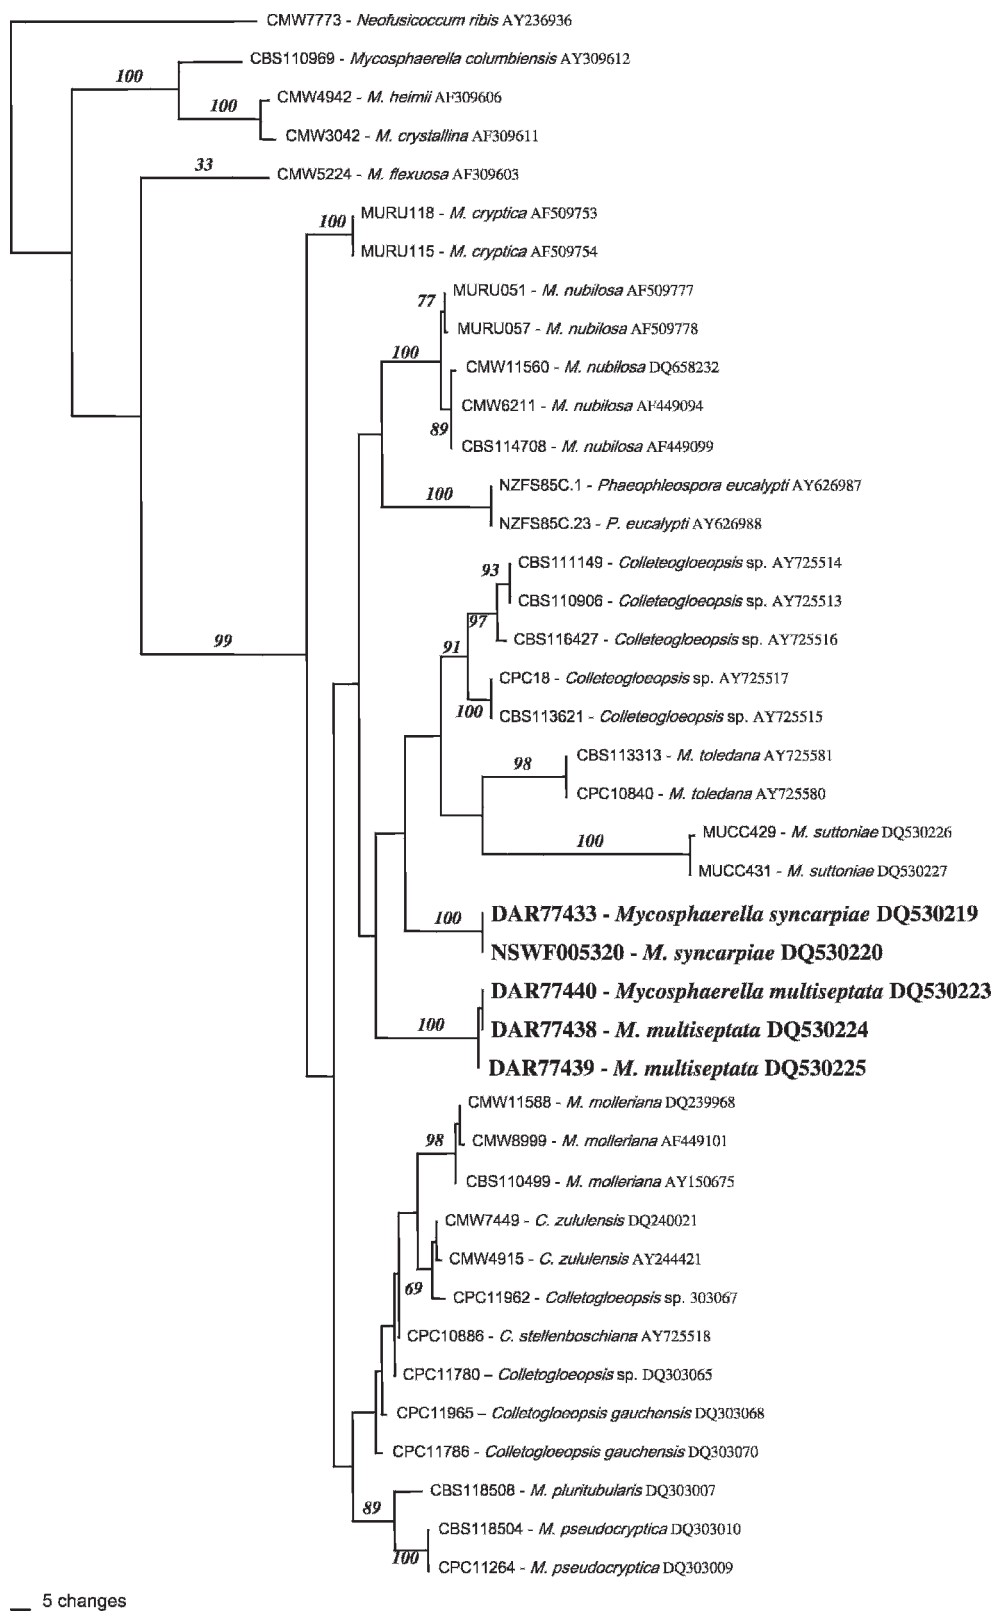 CMW7773 - Neofusicoccum ribis AY236936
CBS110969 - Mycosphaerella columbiensis AY309612
100
CMW4942 - M. heimii AF309606
100
CMW3042 - M. crystallina AF309611
33
CMW5224 - M. flexuosa AF309603
MURU118 - M. cryptica AF509753
100
MURU115 - M. cryptica AF509754
MURU051 - M. nubilosa AF509777
77
MURU057 - M. nubilosa AF509778
100
CMW11560 - M. nubilosa DQ658232
CMW6211 - M. nubilosa AF449094
89
CBS114708 - M. nubilosa AF449099
NZFS85C.1 - Phaeophleospora eucalypti AY626987
100
NZFS85C.23 - P. eucalypti AY626988
CBS111149 - Colleteogloeopsis sp. AY725514
93
CBS110906 - Colleteogloeopsis sp. AY725513
97
CBS116427 - Colleteogloeopsis sp. AY725516
99
91
CPC18 - Colleteogloeopsis sp. AY725517
100
CBS113621 - Colleteogloeopsis sp. AY725515
CBS113313 - M. toledana AY725581
98
CPC10840 - M. toledana AY725580
MUCC429 - M. suttoniae DQ530226
100
MUCC431 - M. suttoniae DQ530227
DAR77433 - Mycosphaerella syncarpiae DQ530219
100
NSWF005320 - M. syncarpiae DQ530220
DAR77440 - Mycosphaerella multiseptata DQ530223
100
DAR77438 - M. multiseptata DQ530224
DAR77439 - M. multiseptata DQ530225
CMW11588 - M. molleriana DQ239968
98
CMW8999 - M. molleriana AF449101
CBS110499 - M. molleriana AY150675
CMW7449 - C. zululensis DQ240021
CMW4915 - C. zululensis AY244421
69
CPC11962 - Colletogloeopsis sp. 303067
CPC10886 - C. stellenboschiana AY725518
CPC11780 – Colletogloeopsis sp. DQ303065
CPC11965 – Colletogloeopsis gauchensis DQ303068
CPC11786 - Colletogloeopsis gauchensis DQ303070
CBS118508 - M. pluritubularis DQ303007
89
CBS118504 - M. pseudocryptica DQ303010
100
CPC11264 - M. pseudocryptica DQ303009
5 changes